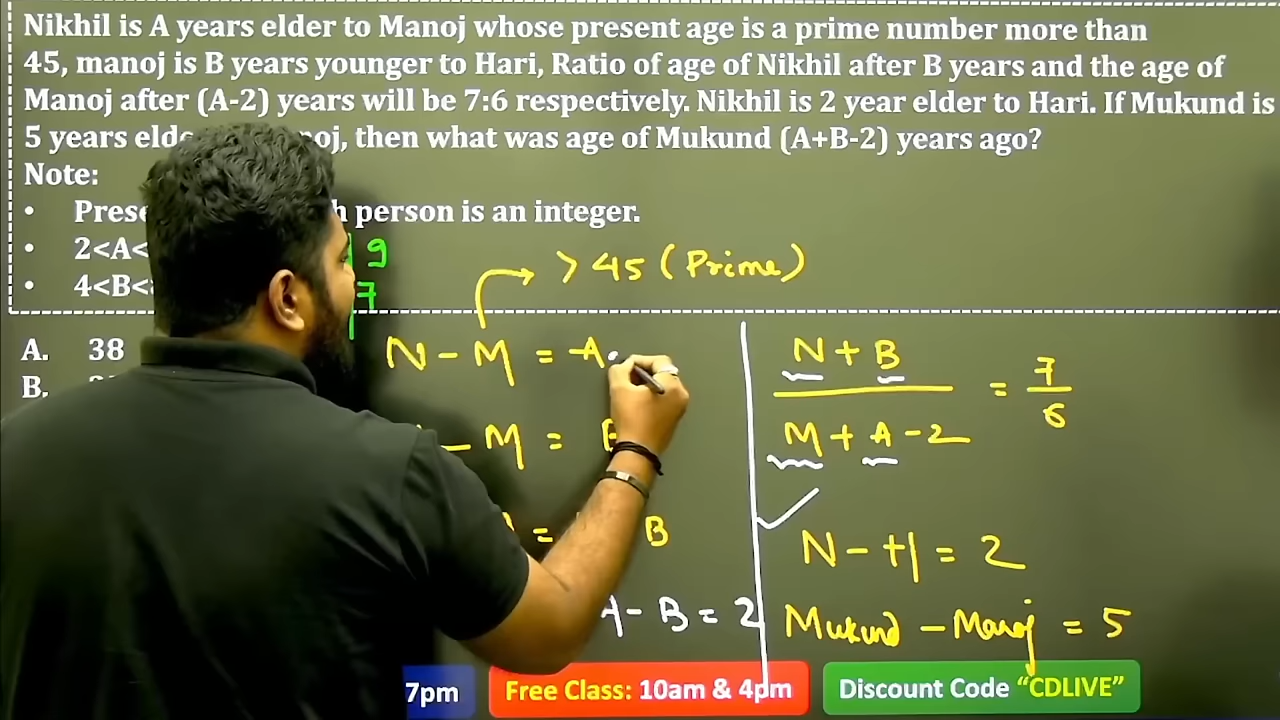 Nikhil is A years elder to Manoj whose present age is a prime number more than
45, manoj is B years younger to Hari, Ratio of age of Nikhil after B years and the age of
Manoj after (A-2) years will be 7:6 respectively. Nikhil is 2 year elder to Hari. If Mukund is
5 years then what was age of Mukund (A+B-2) years ago?
Note:
• person is an integer.
• 2<A< 9
• 4<B< 7
A. 38
B.
> 45 (Prime)
N - M = A
- M = B
= B
A - B = 2
N + B
M + A - 2
= 7/6
N - H = 2
Mukund - Manoj = 5
7pm
Free Class: 10am & 4pm
Discount Code "CDLIVE"